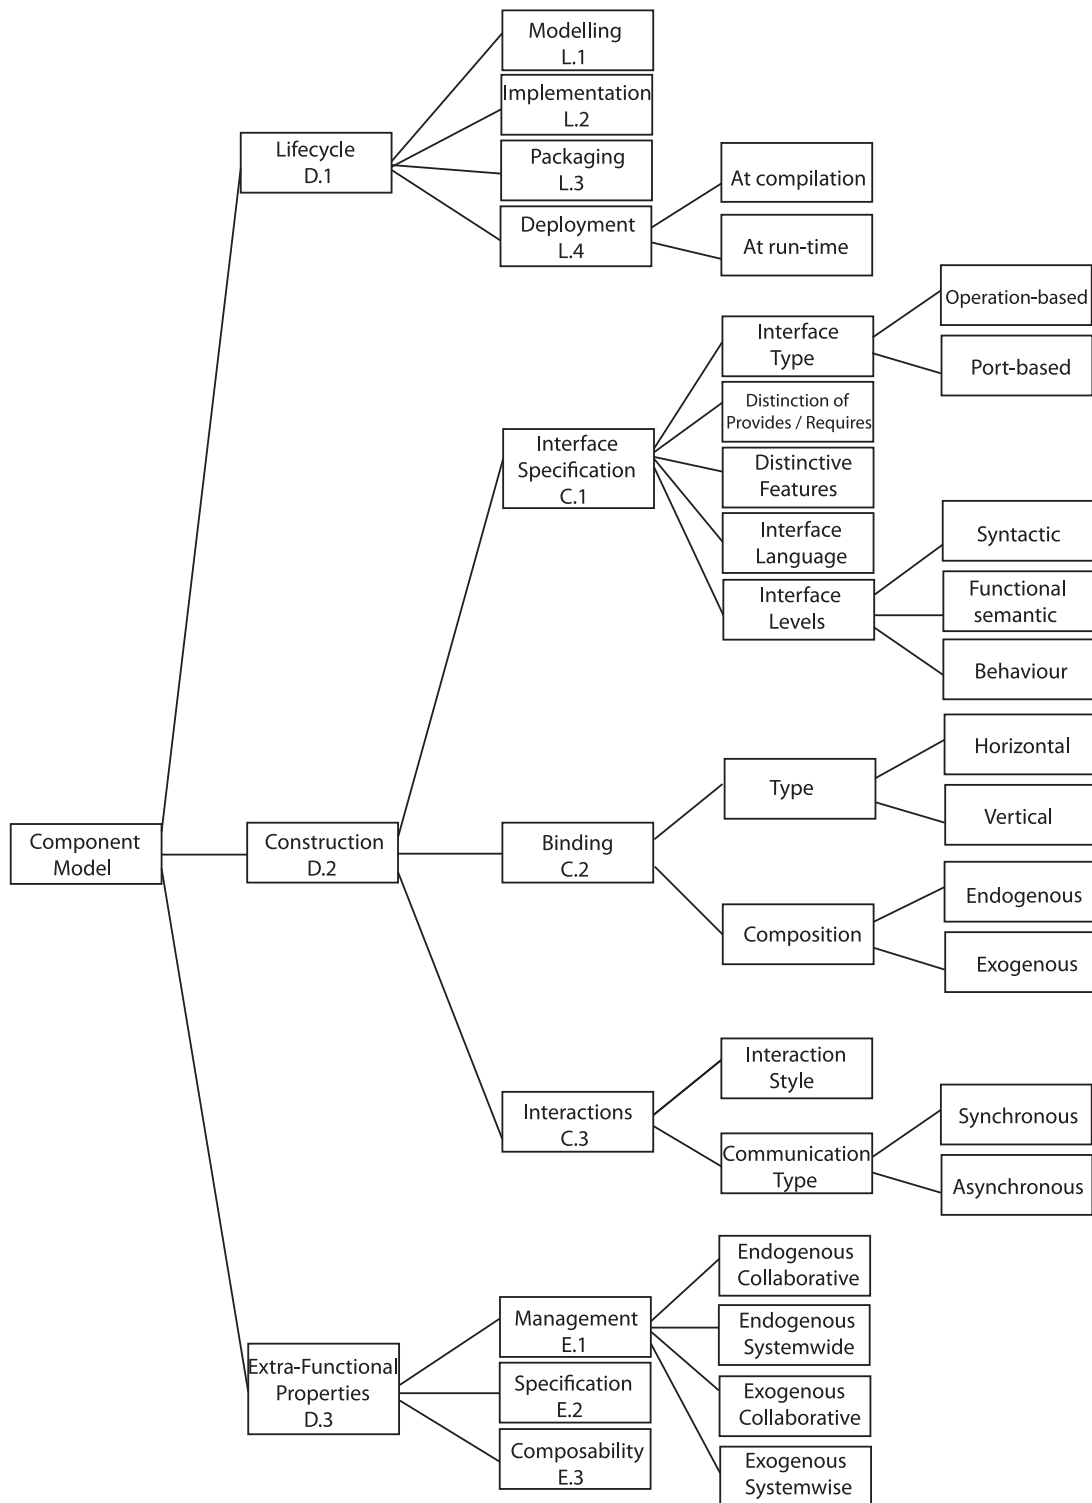 Modelling
L.1
Implementation
L.2
Lifecycle
D.1
Packaging
L.3
At compilation
Deployment
L.4
At run-time
Operation-based
Interface
Type
Port-based
Distinction of
Provides / Requires
Interface
Specification
C.1
Distinctive
Features
Interface
Language
Syntactic
Interface
Levels
Functional
semantic
Behaviour
Horizontal
Type
Vertical
Component
Model
Construction
D.2
Binding
C.2
Endogenous
Composition
Exogenous
Interaction
Style
Interactions
C.3
Synchronous
Communication
Type
Asynchronous
Endogenous
Collaborative
Management
E.1
Endogenous
Systemwide
Extra-Functional
Properties
D.3
Specification
E.2
Exogenous
Collaborative
Composability
E.3
Exogenous
Systemwise